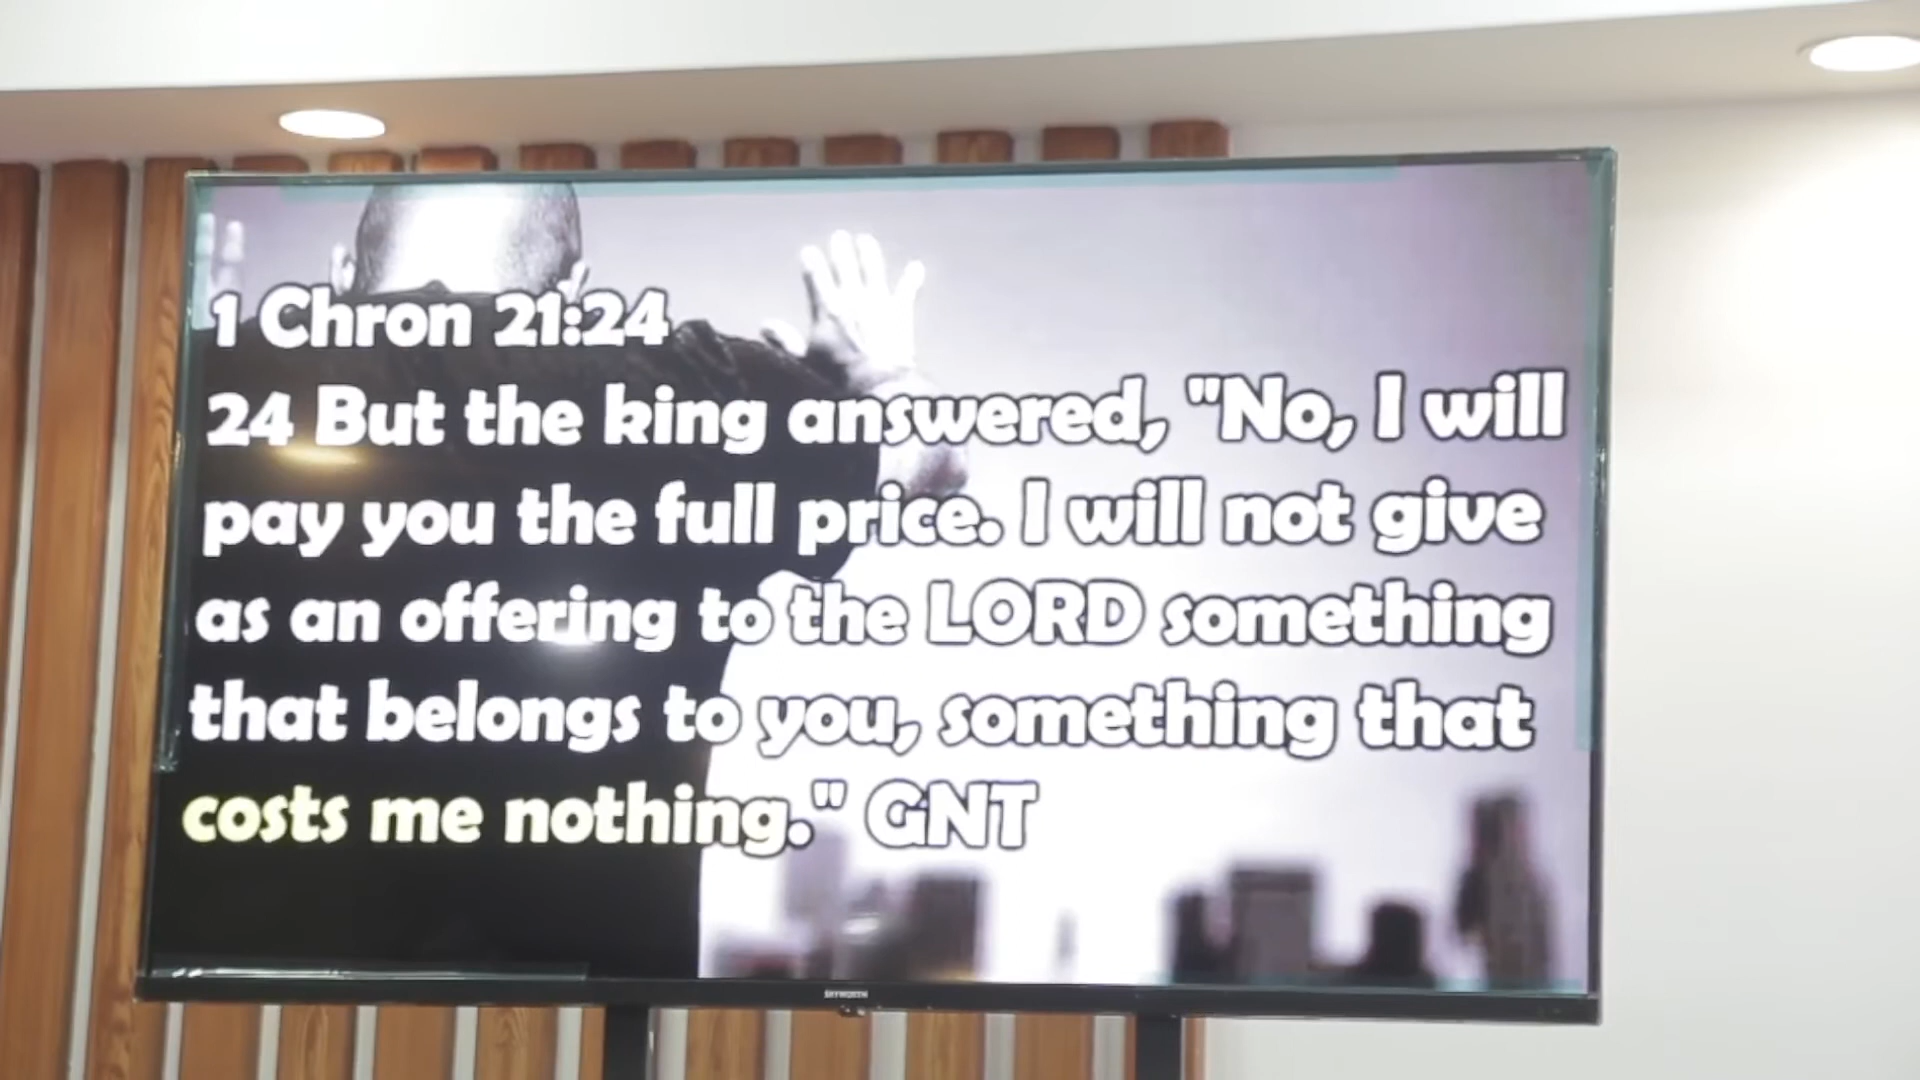 1 Chron 21:24
24 But the king answered, "No, I will
pay you the full price. I will not give
as an offering to the LORD something
that belongs to you, something that
costs me nothing." GNT
SKYWORTH